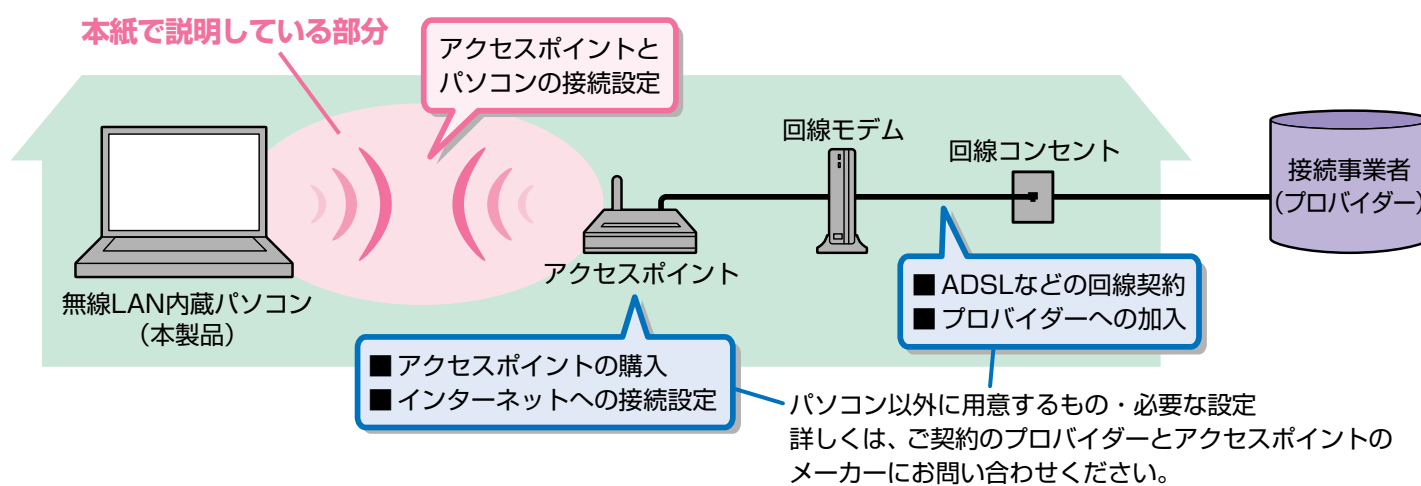 本紙で説明している部分
アクセスポイントと
パソコンの接続設定
回線モデム
回線コンセント
接続事業者
（プロバイダー）
アクセスポイント
無線LAN内蔵パソコン
（本製品）
■ ADSLなどの回線契約
■ プロバイダーへの加入
■ アクセスポイントの購入
■ インターネットへの接続設定
パソコン以外に用意するもの・必要な設定
詳しくは、ご契約のプロバイダーとアクセスポイントの
メーカーにお問い合わせください。